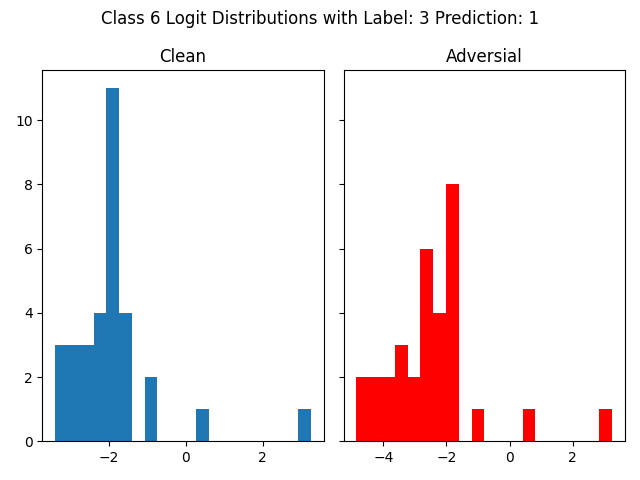 Class 6 Logit Distributions with Label: 3 Prediction: 1
Clean
Adversial
10
8
6
4
2
0
−2 0 2
−4 −2 0 2